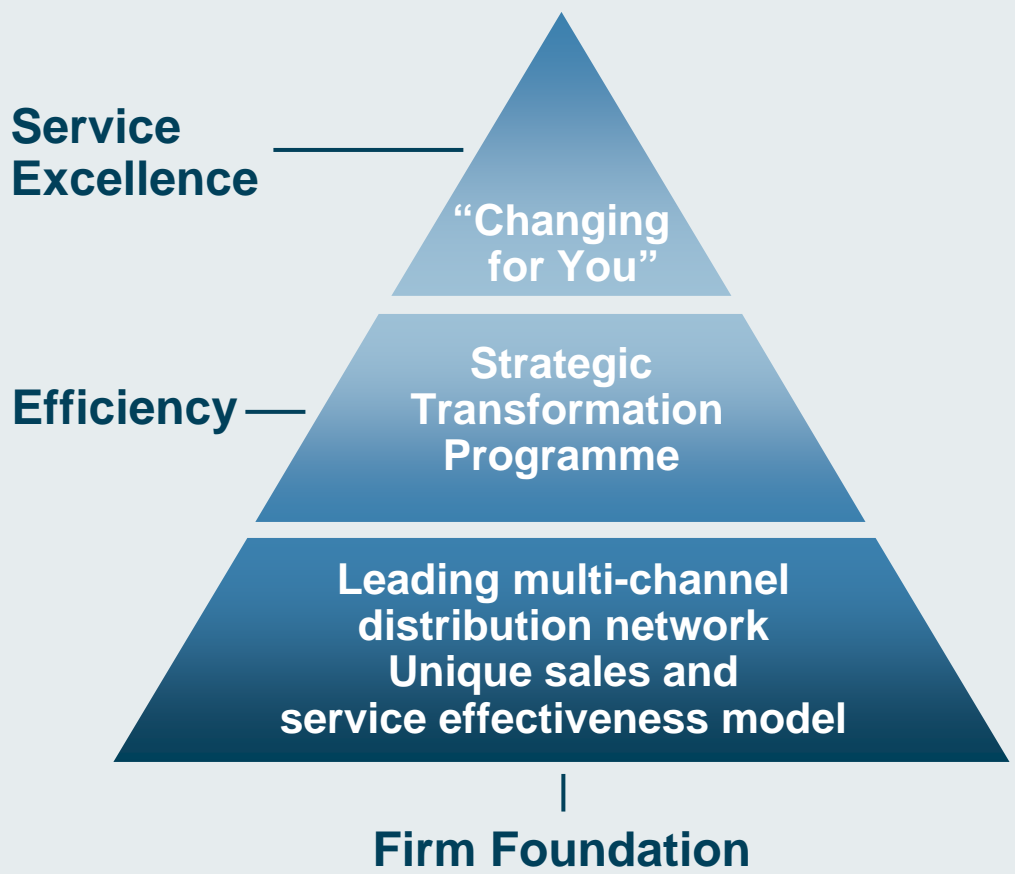 Service
Excellence
“Changing
for You”
Efficiency
Strategic
Transformation
Programme
Leading multi-channel
distribution network
Unique sales and
service effectiveness model
Firm Foundation